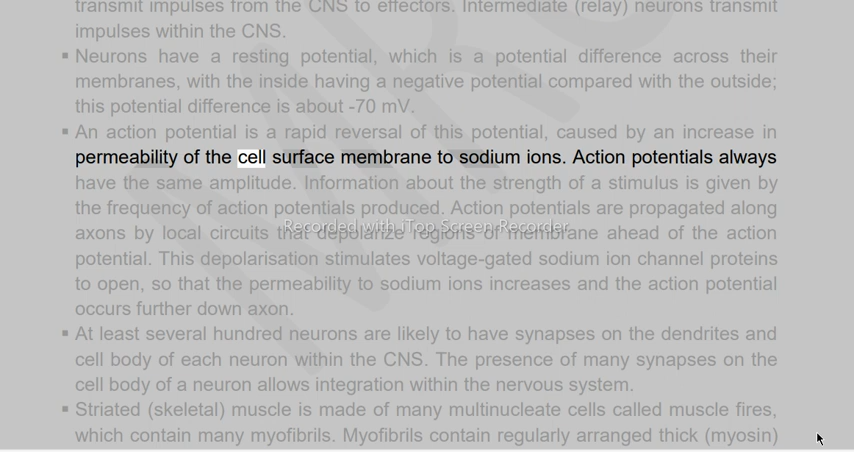 transmit impulses from the CNS to effectors. Intermediate (relay) neurons transmit
impulses within the CNS.
▪ Neurons have a resting potential, which is a potential difference across their
membranes, with the inside having a negative potential compared with the outside;
this potential difference is about -70 mV.
▪ An action potential is a rapid reversal of this potential, caused by an increase in
permeability of the cell surface membrane to sodium ions. Action potentials always
have the same amplitude. Information about the strength of a stimulus is given by
the frequency of action potentials produced. Action potentials are propagated along
Recorded with iTop Screen Recorder
axons by local circuits that depolarize regions of membrane ahead of the action
potential. This depolarisation stimulates voltage-gated sodium ion channel proteins
to open, so that the permeability to sodium ions increases and the action potential
occurs further down axon.
▪ At least several hundred neurons are likely to have synapses on the dendrites and
cell body of each neuron within the CNS. The presence of many synapses on the
cell body of a neuron allows integration within the nervous system.
▪ Striated (skeletal) muscle is made of many multinucleate cells called muscle fires,
which contain many myofibrils. Myofibrils contain regularly arranged thick (myosin)